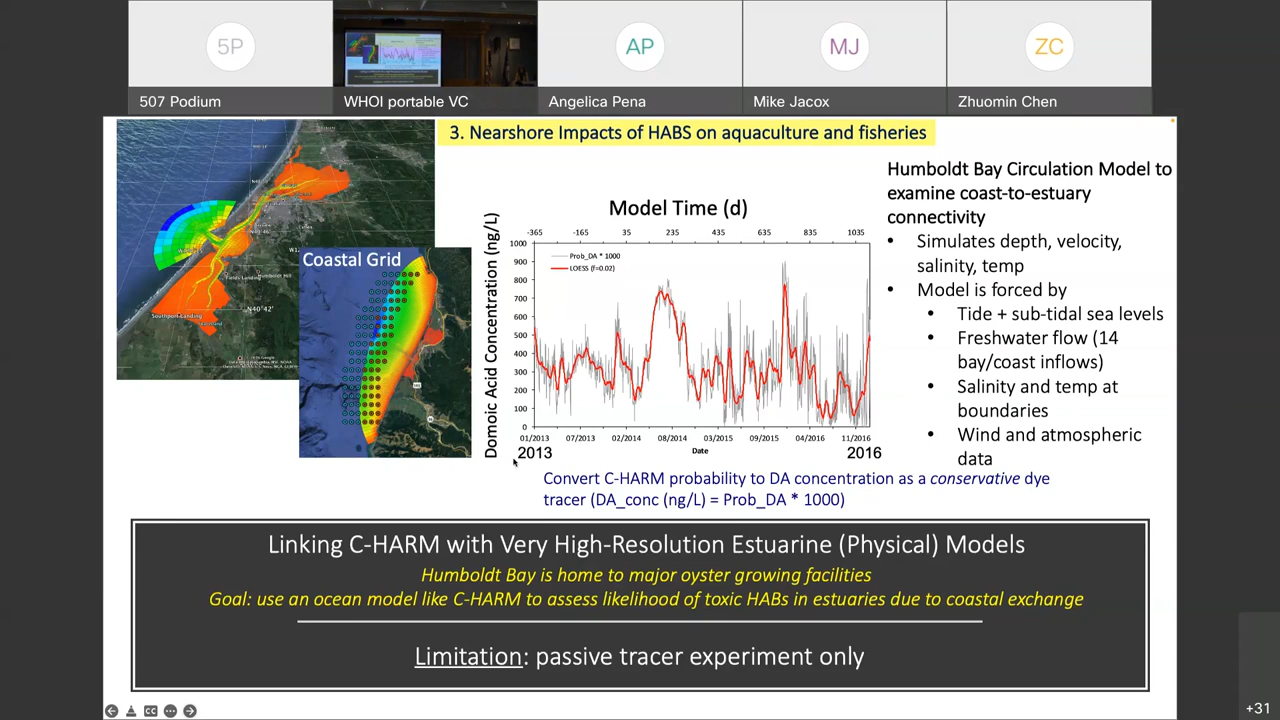 5P
AP
MJ
ZC
507 Podium
WHOI portable VC
Angelica Pena
Mike Jacox
Zhuomin Chen
3. Nearshore Impacts of HABS on aquaculture and fisheries
Humboldt Bay Circulation Model to
examine coast-to-estuary
connectivity
• Simulates depth, velocity,
salinity, temp
• Model is forced by
• Tide + sub-tidal sea levels
• Freshwater flow (14
bay/coast inflows)
• Salinity and temp at
boundaries
• Wind and atmospheric
data
N40°42'
Coastal Grid
Model Time (d)
-365 -165 35 235 435 635 835 1035
Domoic Acid Concentration (ng/L)
1000
900
800
700
600
500
400
300
200
100
0
Prob_DA * 1000
LOESS (f=0.02)
01/2013 07/2013 02/2014 08/2014 03/2015 09/2015 04/2016 11/2016
2013 Date 2016
Convert C-HARM probability to DA concentration as a conservative dye
tracer (DA_conc (ng/L) = Prob_DA * 1000)
Linking C-HARM with Very High-Resolution Estuarine (Physical) Models
Humboldt Bay is home to major oyster growing facilities
Goal: use an ocean model like C-HARM to assess likelihood of toxic HABs in estuaries due to coastal exchange
Limitation: passive tracer experiment only
CC
+31